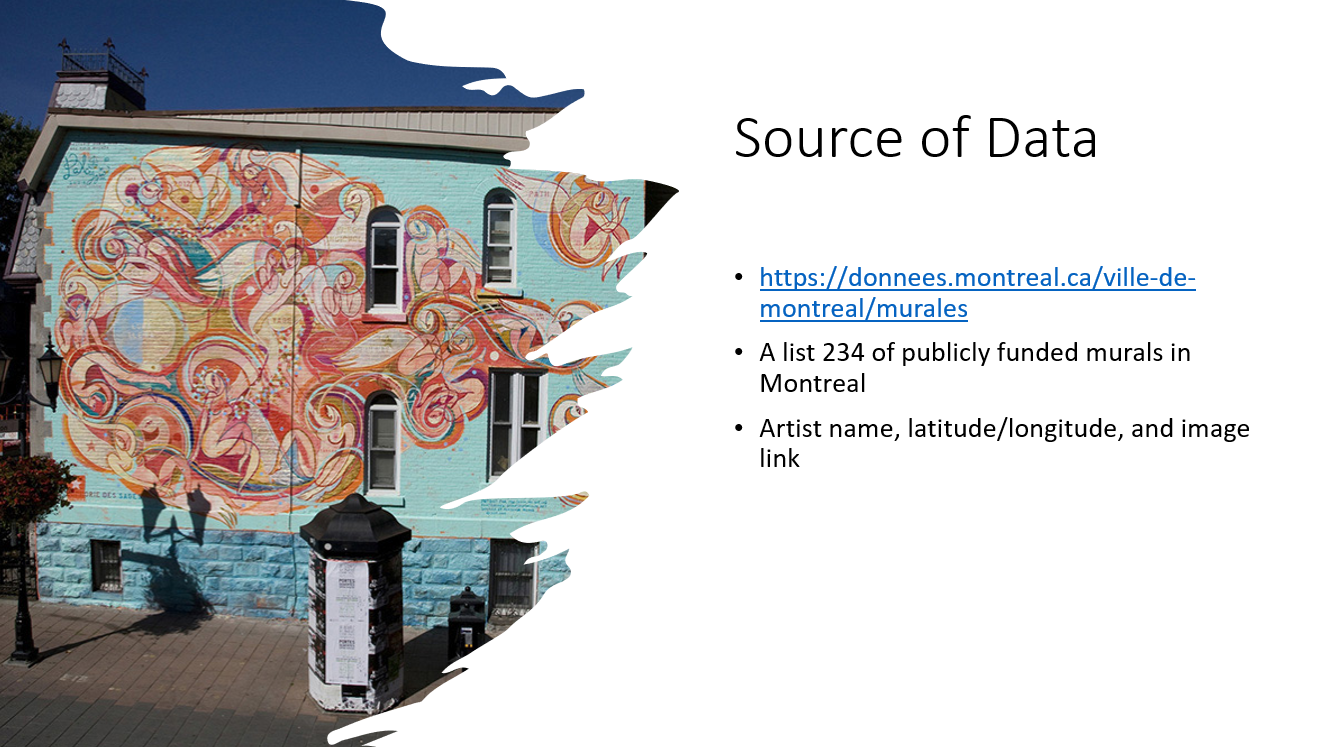 Source of Data
• https://donnees.montreal.ca/ville-de-
montreal/murales
• A list 234 of publicly funded murals in
Montreal
• Artist name, latitude/longitude, and image
link